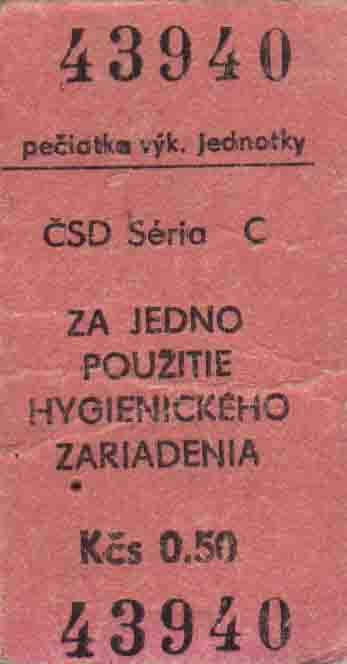 43940
pečiatka výk. jednotky
ČSD Séria C
ZA JEDNO
POUŽITIE
HYGIENICKÉHO
ZARIADENIA
Kčs 0.50
43940